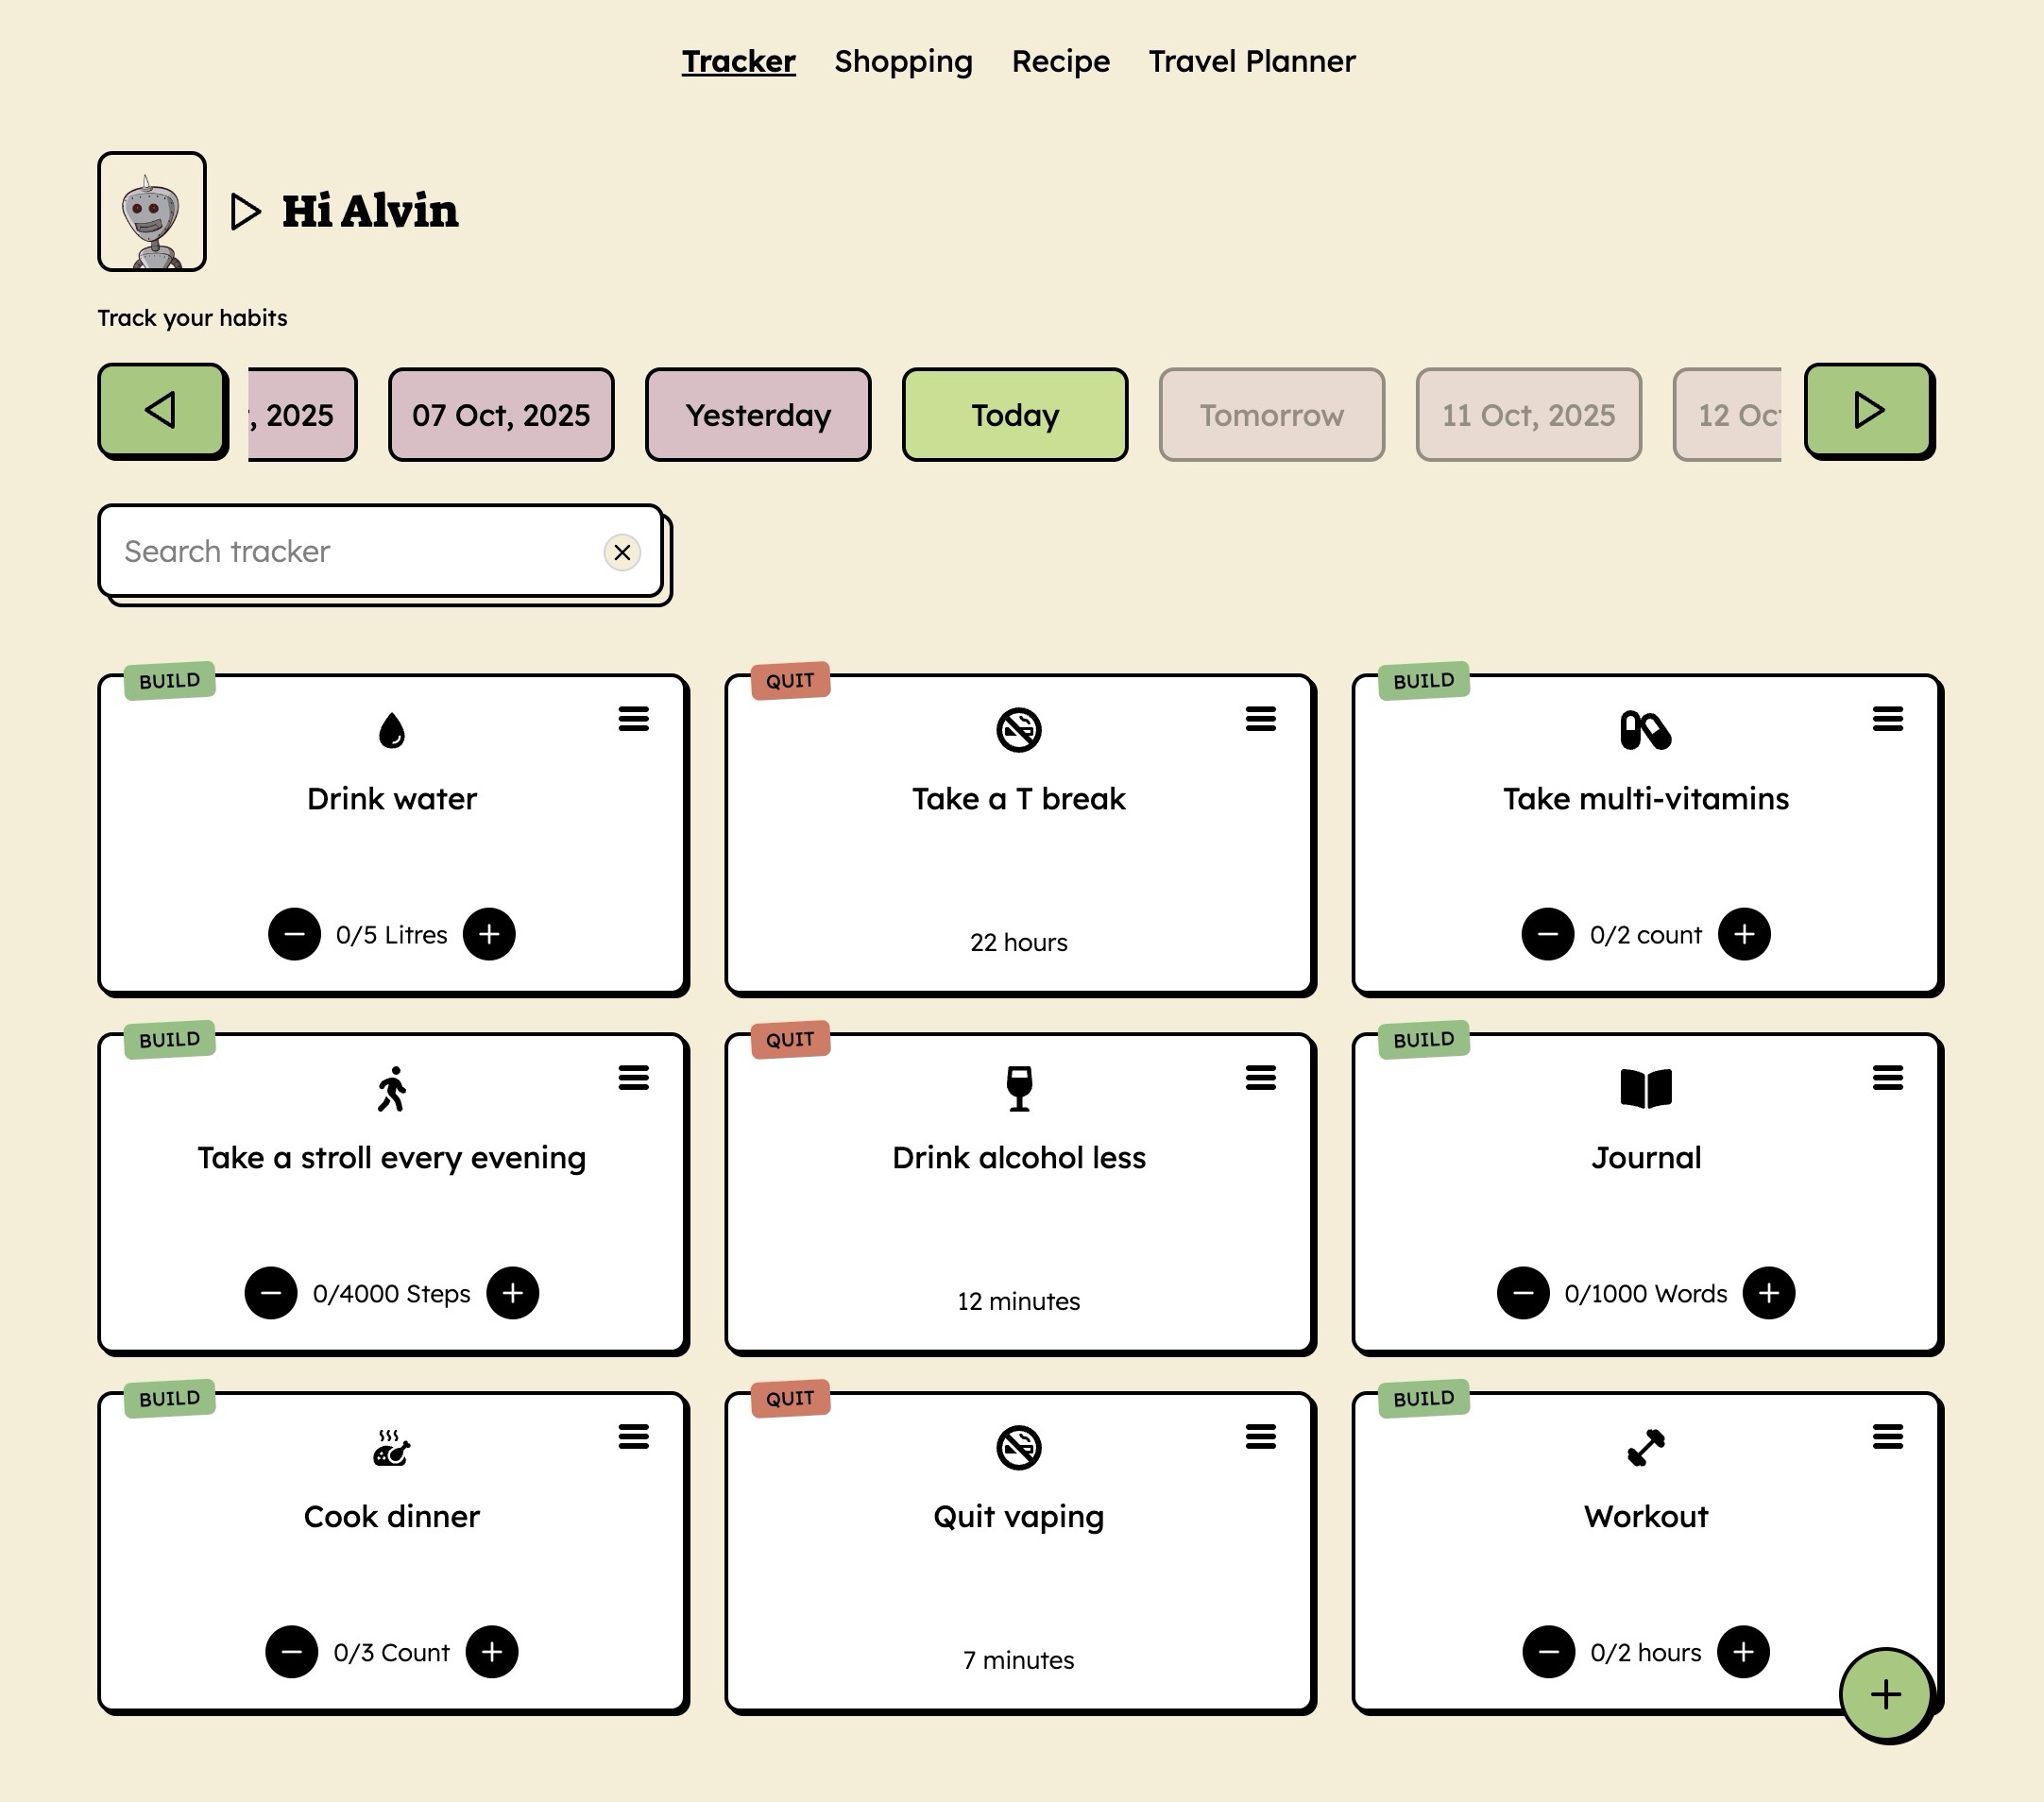 Tracker Shopping Recipe Travel Planner
Hi Alvin
Track your habits
, 2025 07 Oct, 2025 Yesterday Today Tomorrow 11 Oct, 2025 12 Oct
Search tracker
BUILD QUIT BUILD
Drink water Take a T break Take multi-vitamins
0/5 Litres 22 hours 0/2 count
BUILD QUIT BUILD
Take a stroll every evening Drink alcohol less Journal
0/4000 Steps 12 minutes 0/1000 Words
BUILD QUIT BUILD
Cook dinner Quit vaping Workout
0/3 Count 7 minutes 0/2 hours